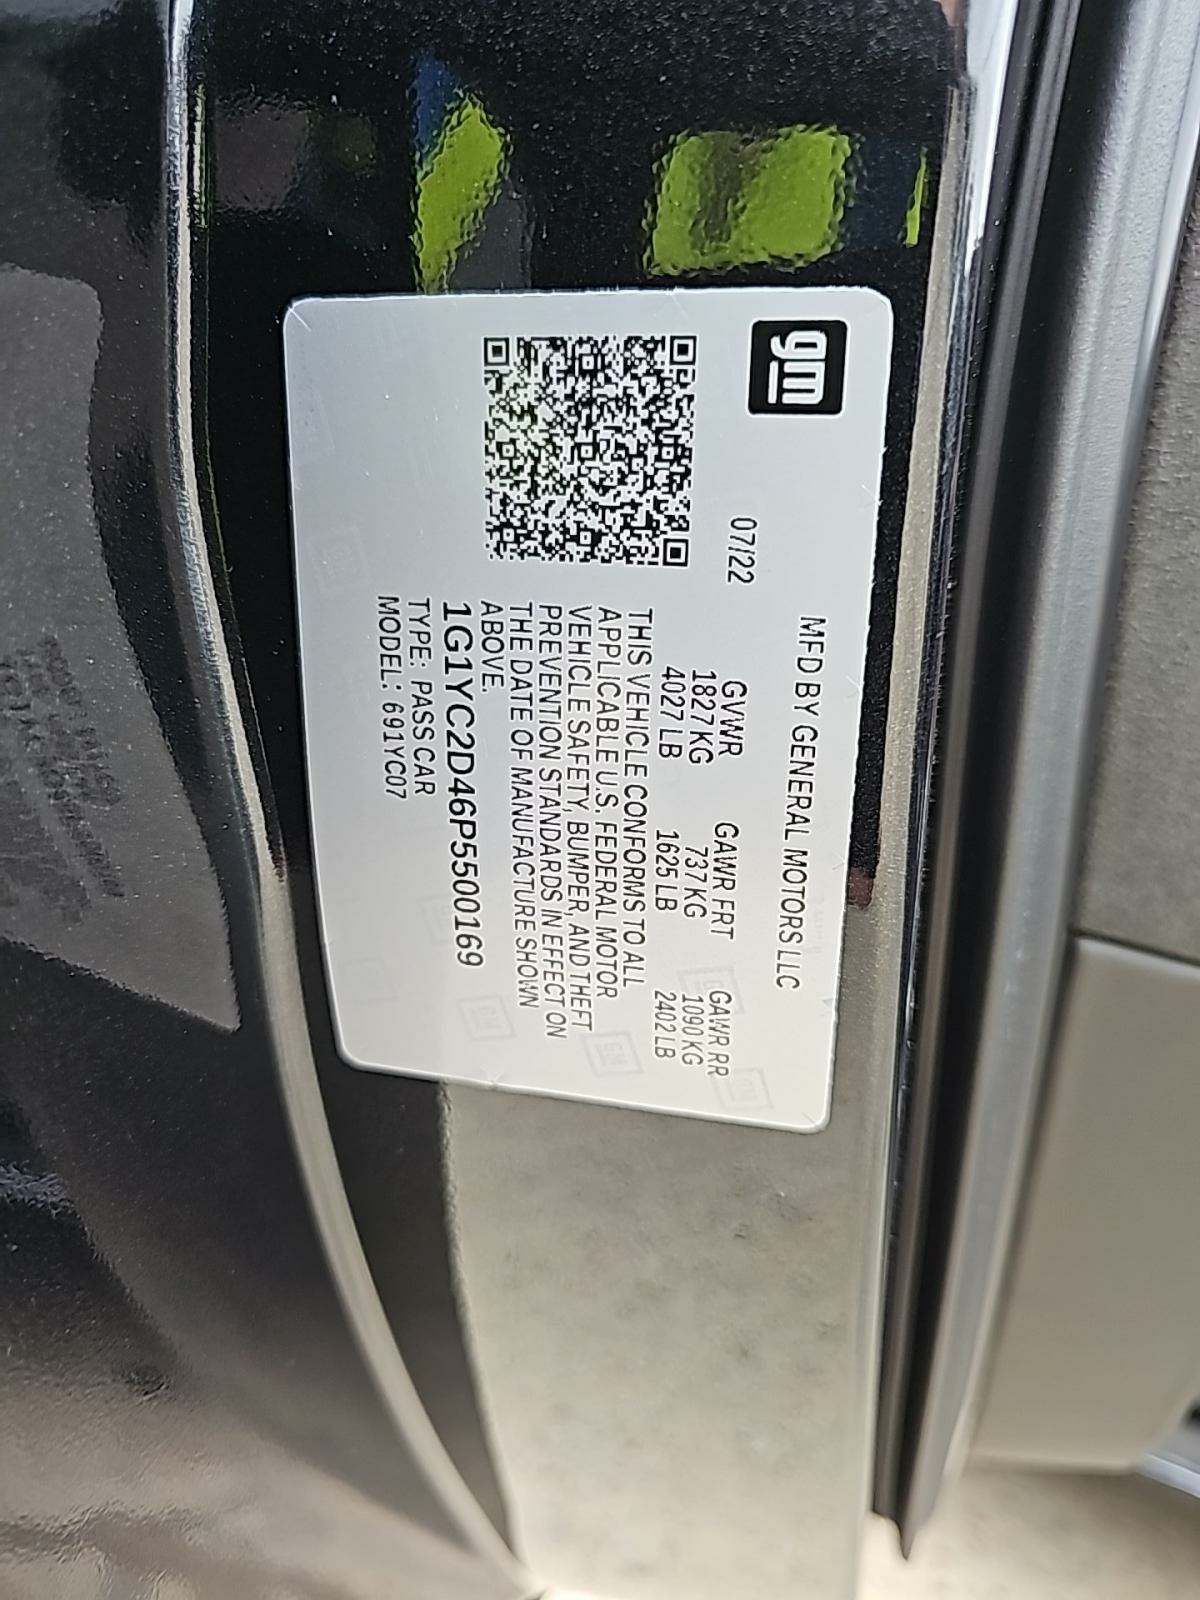 gm
MFD BY GENERAL MOTORS LLC
07/22
GVWR GAWR FRT GAWR RR
1827 KG 737 KG 1090 KG
4027 LB 1625 LB 2402 LB
THIS VEHICLE CONFORMS TO ALL
APPLICABLE U.S. FEDERAL MOTOR
VEHICLE SAFETY, BUMPER, AND THEFT
PREVENTION STANDARDS IN EFFECT ON
THE DATE OF MANUFACTURE SHOWN
ABOVE.
1G1YC2D46P5500169
TYPE: PASS CAR
MODEL: 691YC07